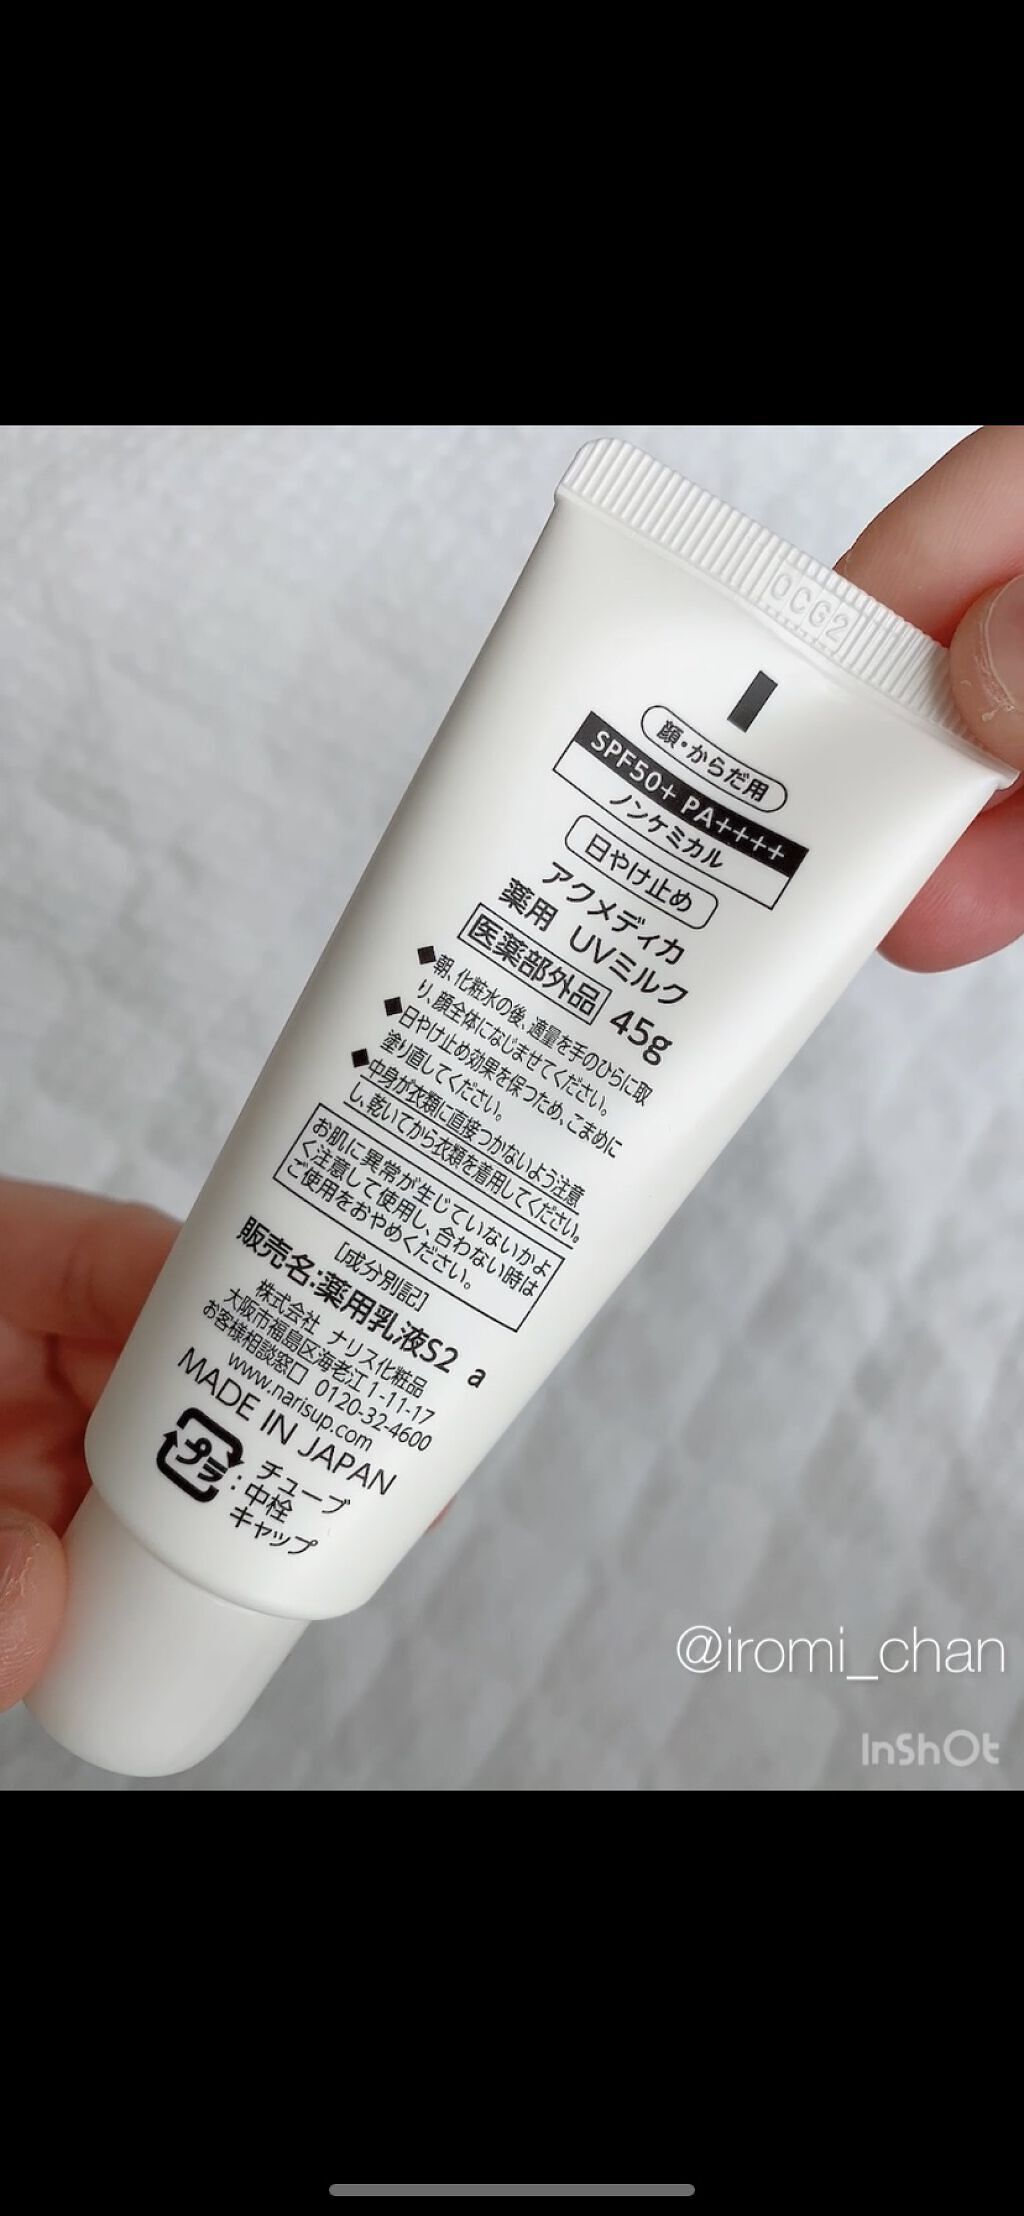 0CG2
顔・からだ用
SPF50+ PA++++
ノンケミカル
日やけ止め
アクメディカ
薬用 UVミルク
医薬部外品 45g
■朝、化粧水の後、適量を手のひらに取
り、顔全体になじませてください。
■日やけ止め効果を保つため、こまめに
塗り直してください。
■中身が衣類に直接つかないよう注意
し、乾いてから衣類を着用してください。
お肌に異常が生じていないかよ
く注意して使用し、合わない時は
ご使用をおやめください。
[成分別記]
販売名:薬用乳液S2 a
株式会社 ナリス化粧品
大阪市福島区海老江1-11-17
お客様相談窓口 0120-32-4600
www.narisup.com
MADE IN JAPAN
プラ : チューブ
中栓
キャップ
@iromi_chan
InShOt